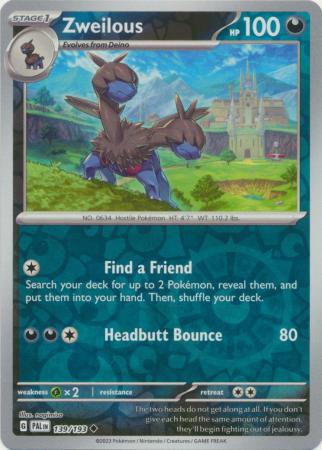 STAGE 1
Zweilous
HP 100
Evolves from Deino
NO. 0634 Hostile Pokémon HT: 4'7" WT: 110.2 lbs.
Find a Friend
Search your deck for up to 2 Pokémon, reveal them, and
put them into your hand. Then, shuffle your deck.
Headbutt Bounce 80
weakness ×2 resistance retreat
Illus. nagimiso
G PAL EN 139/193
The two heads do not get along at all. If you don't
give each head the same amount of attention,
they'll begin fighting out of jealousy.
©2023 Pokémon / Nintendo / Creatures / GAME FREAK